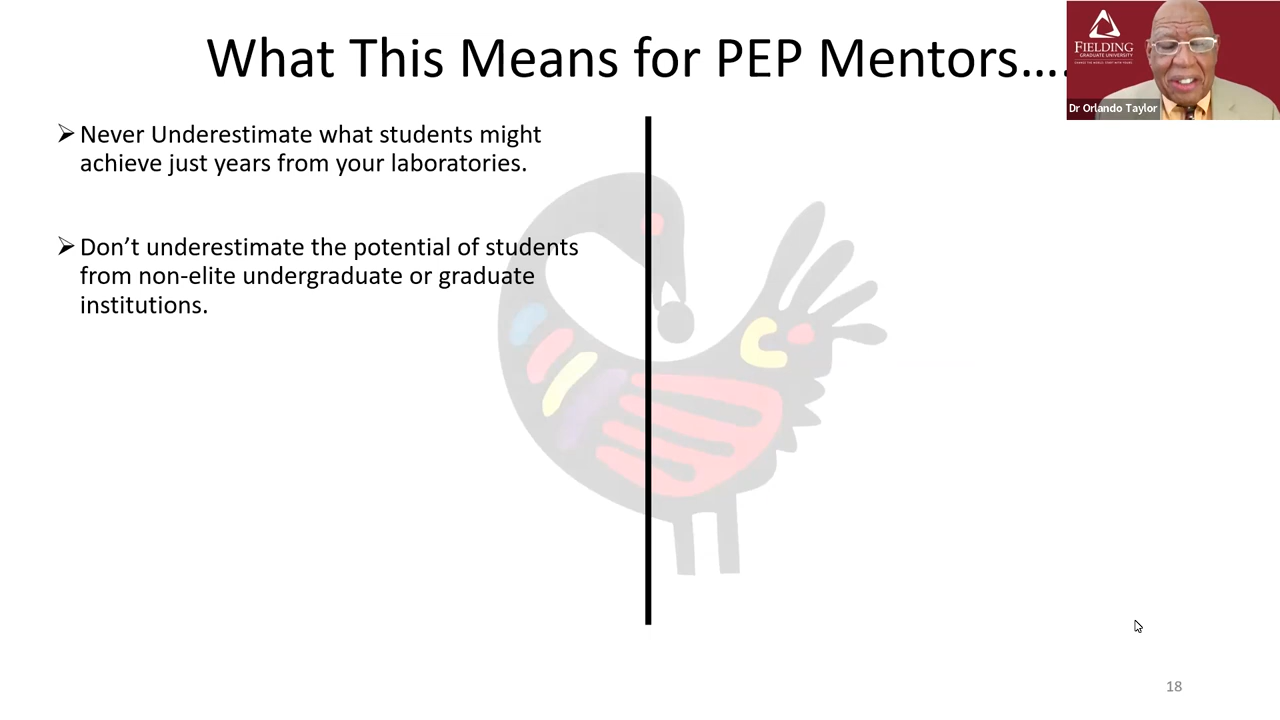 What This Means for PEP Mentors….
FIELDING
GRADUATE UNIVERSITY
Dr Orlando Taylor
➢ Never Underestimate what students might
achieve just years from your laboratories.
➢ Don’t underestimate the potential of students
from non-elite undergraduate or graduate
institutions.
18